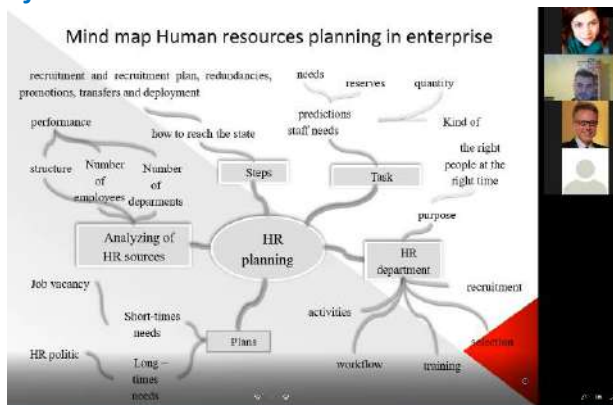 Mind map Human resources planning in enterprise
recruitment and recruitment plan, redundancies,
promotions, transfers and deployment
needs
reserves
quantity
performance
predictions
staff needs
Kind of
how to reach the state
the right
people at the
right time
structure
Number
of
employees
Number
of
deparments
Steps
Task
purpose
Analyzing of
HR sources
HR
planning
HR
department
recruitment
Job vacancy
Short-times
needs
activities
Plans
selection
HR politic
Long –
times
needs
workflow
training